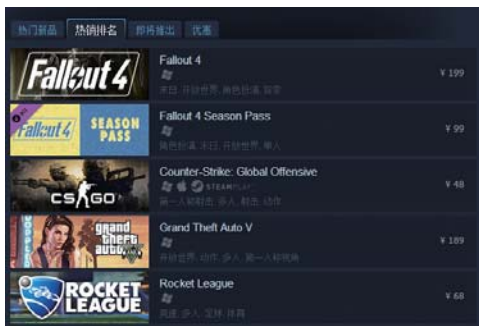 热门新品 热销排名 即将推出 优惠
Fallout 4
Fallout 4
¥ 199
末日, 开放世界, 角色扮演, 冒险
Fallout 4 SEASON PASS
Fallout 4 Season Pass
¥ 99
角色扮演, 末日, 开放世界, 单人
CS GO
Counter-Strike: Global Offensive
STEAMPLAY
¥ 48
第一人称射击, 多人, 射击, 动作
grand theft auto V
Grand Theft Auto V
¥ 189
开放世界, 动作, 多人, 第一人称视角
ROCKET LEAGUE
Rocket League
¥ 68
竞速, 多人, 足球, 体育